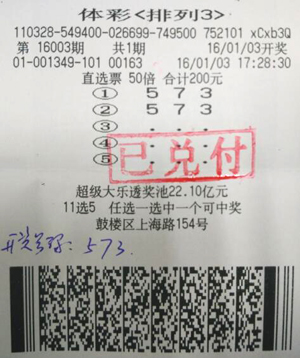 体彩<排列3>
110328-549400-026699-749500 752101 xCxb3Q
第 16003期 共1期 16/01/03开奖
01-001349-101 00163 16/01/03 17:28:30
直选票 50倍 合计200元
① 5 7 3
② 5 7 3
③ . . .
④ . . .
⑤ . . .
已兑付
超级大乐透奖池22.10亿元
11选5 任选一选中一个可中奖
鼓楼区上海路154号
573